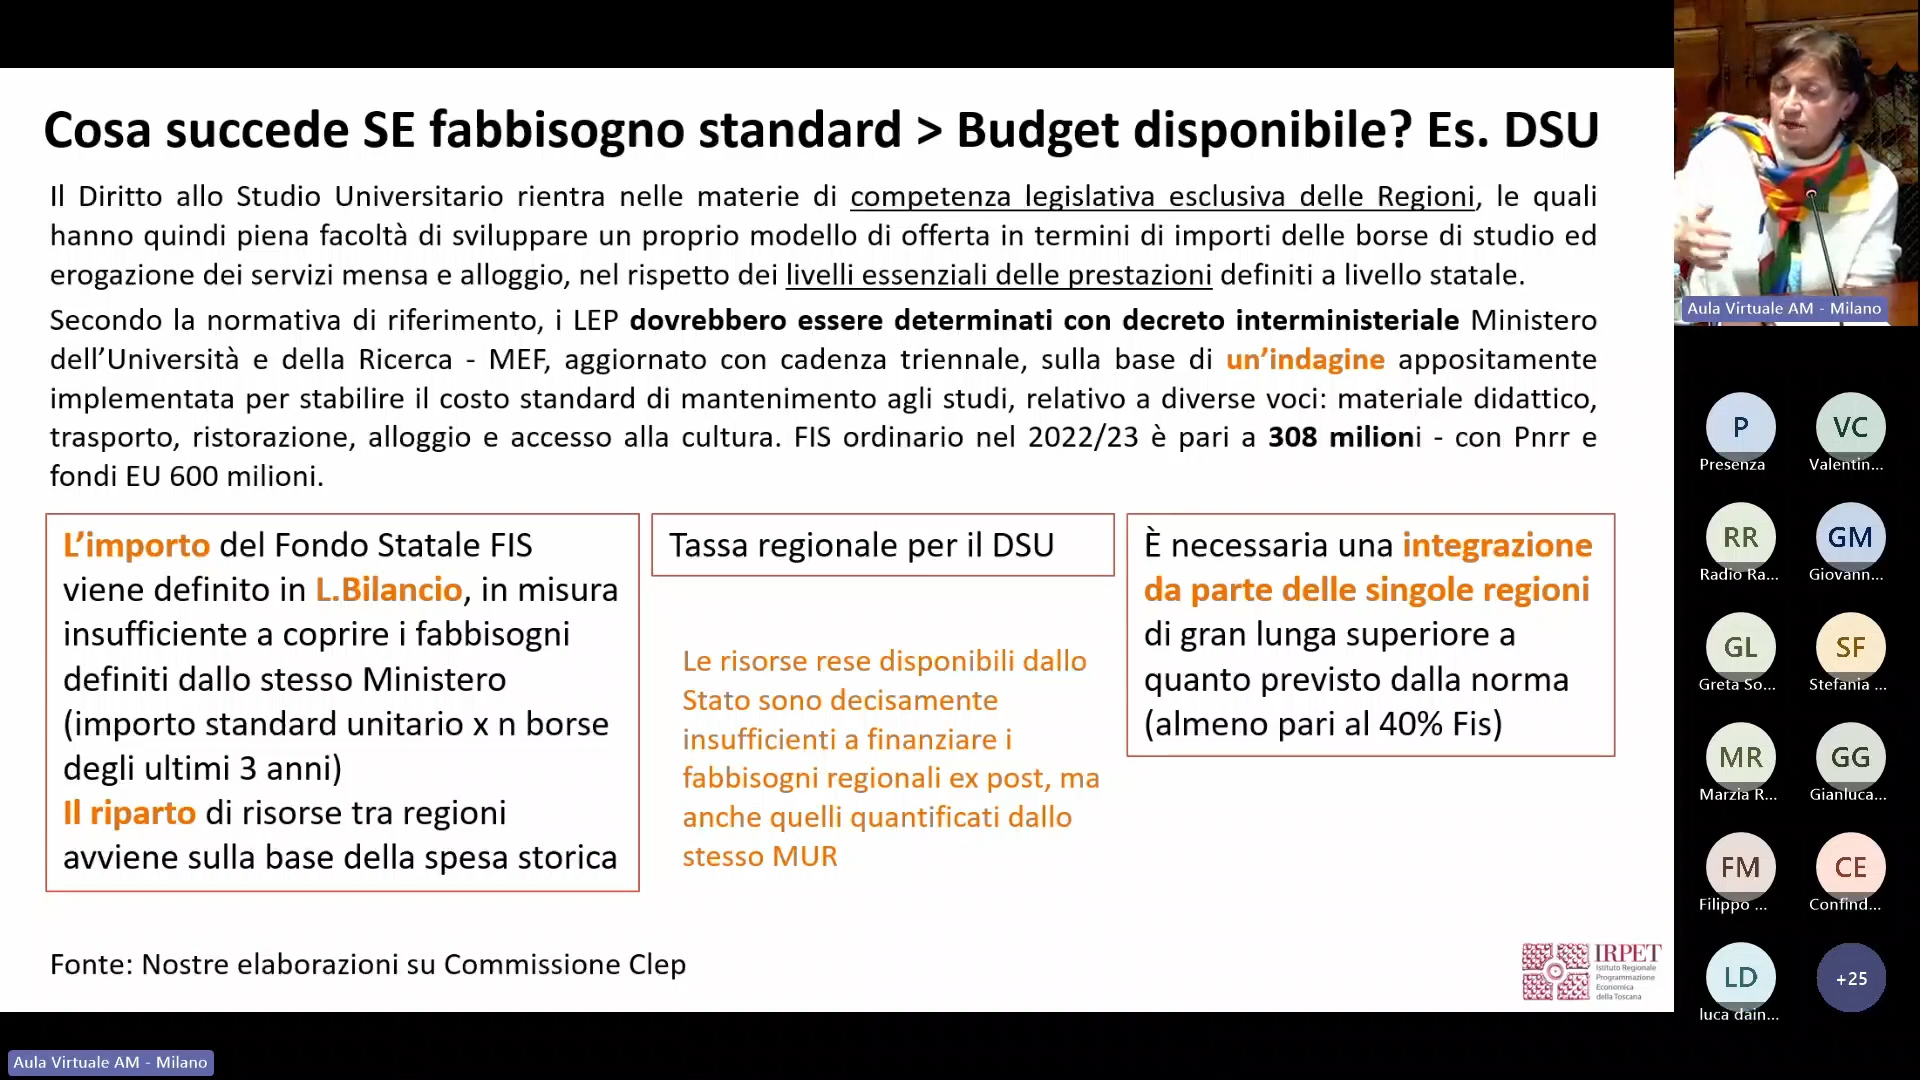 Cosa succede SE fabbisogno standard > Budget disponibile? Es. DSU
Il Diritto allo Studio Universitario rientra nelle materie di competenza legislativa esclusiva delle Regioni, le quali
hanno quindi piena facoltà di sviluppare un proprio modello di offerta in termini di importi delle borse di studio ed
erogazione dei servizi mensa e alloggio, nel rispetto dei livelli essenziali delle prestazioni definiti a livello statale.
Secondo la normativa di riferimento, i LEP dovrebbero essere determinati con decreto interministeriale Ministero
dell’Università e della Ricerca - MEF, aggiornato con cadenza triennale, sulla base di un’indagine appositamente
implementata per stabilire il costo standard di mantenimento agli studi, relativo a diverse voci: materiale didattico,
trasporto, ristorazione, alloggio e accesso alla cultura. FIS ordinario nel 2022/23 è pari a 308 milioni - con Pnrr e
fondi EU 600 milioni.
L’importo del Fondo Statale FIS
viene definito in L.Bilancio, in misura
insufficiente a coprire i fabbisogni
definiti dallo stesso Ministero
(importo standard unitario x n borse
degli ultimi 3 anni)
Il riparto di risorse tra regioni
avviene sulla base della spesa storica
Tassa regionale per il DSU
Le risorse rese disponibili dallo
Stato sono decisamente
insufficienti a finanziare i
fabbisogni regionali ex post, ma
anche quelli quantificati dallo
stesso MUR
È necessaria una integrazione
da parte delle singole regioni
di gran lunga superiore a
quanto previsto dalla norma
(almeno pari al 40% Fis)
Fonte: Nostre elaborazioni su Commissione Clep
IRPET
Istituto Regionale
Programmazione
Economica
della Toscana
Aula Virtuale AM - Milano
Aula Virtuale AM - Milano
P
Presenza
VC
Valentin...
RR
Radio Ra...
GM
Giovann...
GL
Greta So...
SF
Stefania ...
MR
Marzia R...
GG
Gianluca...
FM
Filippo ...
CE
Confind...
LD
luca dain...
+25